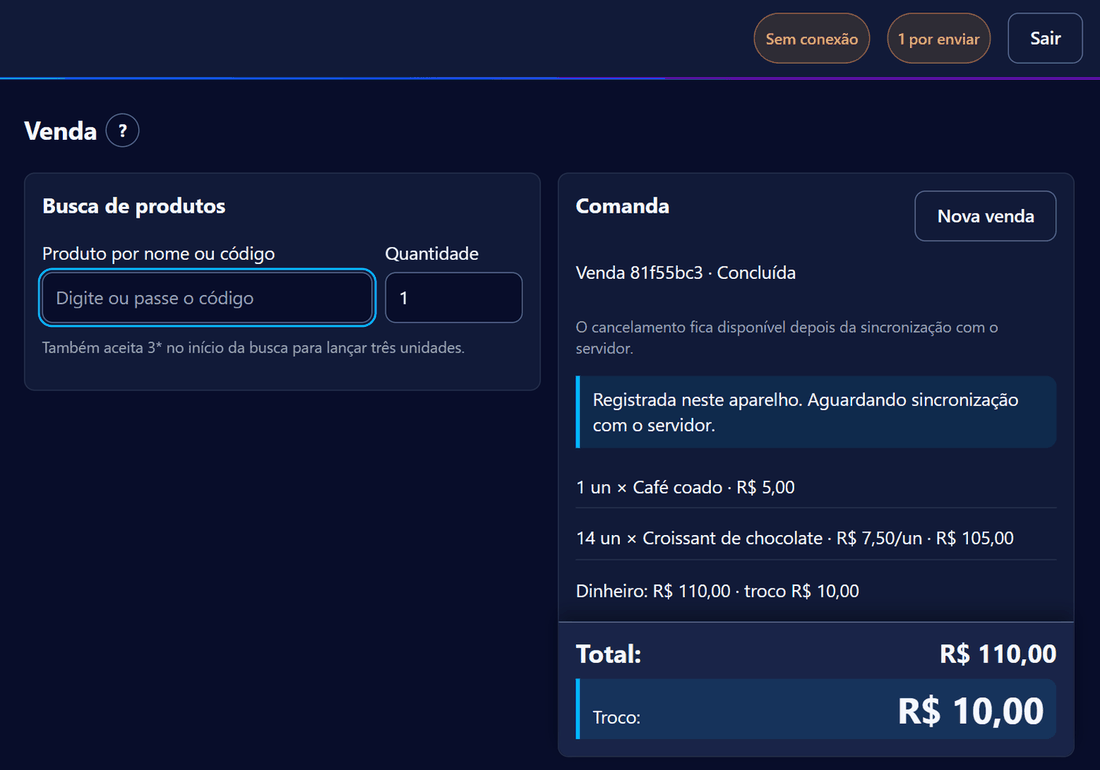 Sem conexão
1 por enviar
Sair
Venda
?
Busca de produtos
Produto por nome ou código
Quantidade
Digite ou passe o código
1
Também aceita 3* no início da busca para lançar três unidades.
Comanda
Nova venda
Venda 81f55bc3 · Concluída
O cancelamento fica disponível depois da sincronização com o
servidor.
Registrada neste aparelho. Aguardando sincronização
com o servidor.
1 un × Café coado · R$ 5,00
14 un × Croissant de chocolate · R$ 7,50/un · R$ 105,00
Dinheiro: R$ 110,00 · troco R$ 10,00
Total:
R$ 110,00
Troco:
R$ 10,00